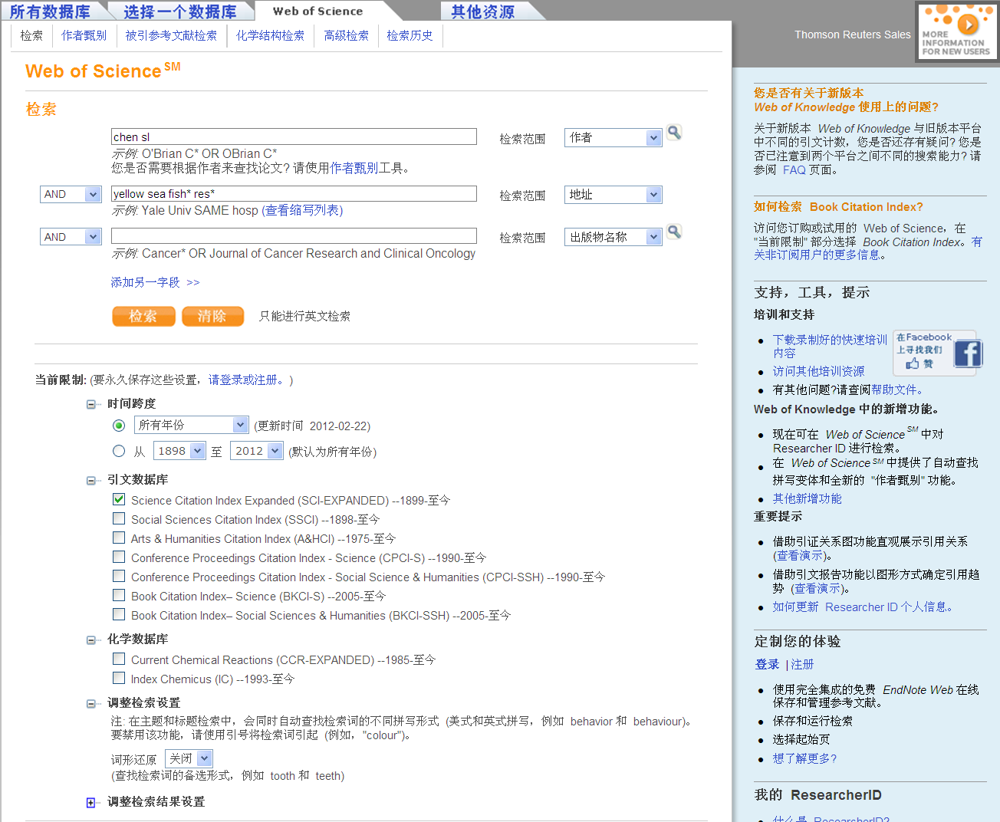 所有数据库 选择一个数据库 Web of Science 其他资源
检索 作者甄别 被引参考文献检索 化学结构检索 高级检索 检索历史
Thomson Reuters Sales
MORE
INFORMATION
FOR NEW USERS
Web of Science SM
检索
chen sl 检索范围 作者
示例: O'Brian C* OR OBrian C*
您是否需要根据作者来查找论文? 请使用作者甄别工具。
AND yellow sea fish* res* 检索范围 地址
示例: Yale Univ SAME hosp (查看缩写列表)
AND 检索范围 出版物名称
示例: Cancer* OR Journal of Cancer Research and Clinical Oncology
添加另一字段 >>
检索 清除 只能进行英文检索
当前限制: (要永久保存这些设置，请登录或注册。)
时间跨度
所有年份 (更新时间 2012-02-22)
从 1898 至 2012 (默认为所有年份)
引文数据库
Science Citation Index Expanded (SCI-EXPANDED) --1899-至今
Social Sciences Citation Index (SSCI) --1898-至今
Arts & Humanities Citation Index (A&HCI) --1975-至今
Conference Proceedings Citation Index - Science (CPCI-S) --1990-至今
Conference Proceedings Citation Index - Social Science & Humanities (CPCI-SSH) --1990-至今
Book Citation Index– Science (BKCI-S) --2005-至今
Book Citation Index– Social Sciences & Humanities (BKCI-SSH) --2005-至今
化学数据库
Current Chemical Reactions (CCR-EXPANDED) --1985-至今
Index Chemicus (IC) --1993-至今
调整检索设置
注: 在主题和标题检索中，会同时自动查找检索词的不同拼写形式 (美式和英式拼写，例如 behavior 和 behaviour)。
要禁用该功能，请使用引号将检索词引起 (例如，"colour")。
词形还原 关闭
(查找检索词的备选形式，例如 tooth 和 teeth)
调整检索结果设置
您是否有关于新版本
Web of Knowledge 使用上的问题?
关于新版本 Web of Knowledge 与旧版本平台
中不同的引文计数，您是否还存有疑问? 您是
否已注意到两个平台之间不同的搜索能力? 请
参阅 FAQ 页面。
如何检索 Book Citation Index?
访问您订购或试用的 Web of Science，在
"当前限制" 部分选择 Book Citation Index。有
关非订阅用户的更多信息。
支持，工具，提示
培训和支持
下载录制好的快速培训
内容
在Facebook
上寻找我们
赞
f
访问其他培训资源
有其他问题?请查阅帮助文件。
Web of Knowledge 中的新增功能。
现在可在 Web of Science SM 中对
Researcher ID 进行检索。
在 Web of Science SM 中提供了自动查找
拼写变体和全新的 "作者甄别" 功能。
其他新增功能
重要提示
借助引证关系图功能直观展示引用关系
(查看演示)。
借助引文报告功能以图形方式确定引用趋
势 (查看演示)。
如何更新 Researcher ID 个人信息。
定制您的体验
登录 | 注册
使用完全集成的免费 EndNote Web 在线
保存和管理参考文献。
保存和运行检索
选择起始页
想了解更多?
我的 ResearcherID
什么是 ResearcherID?